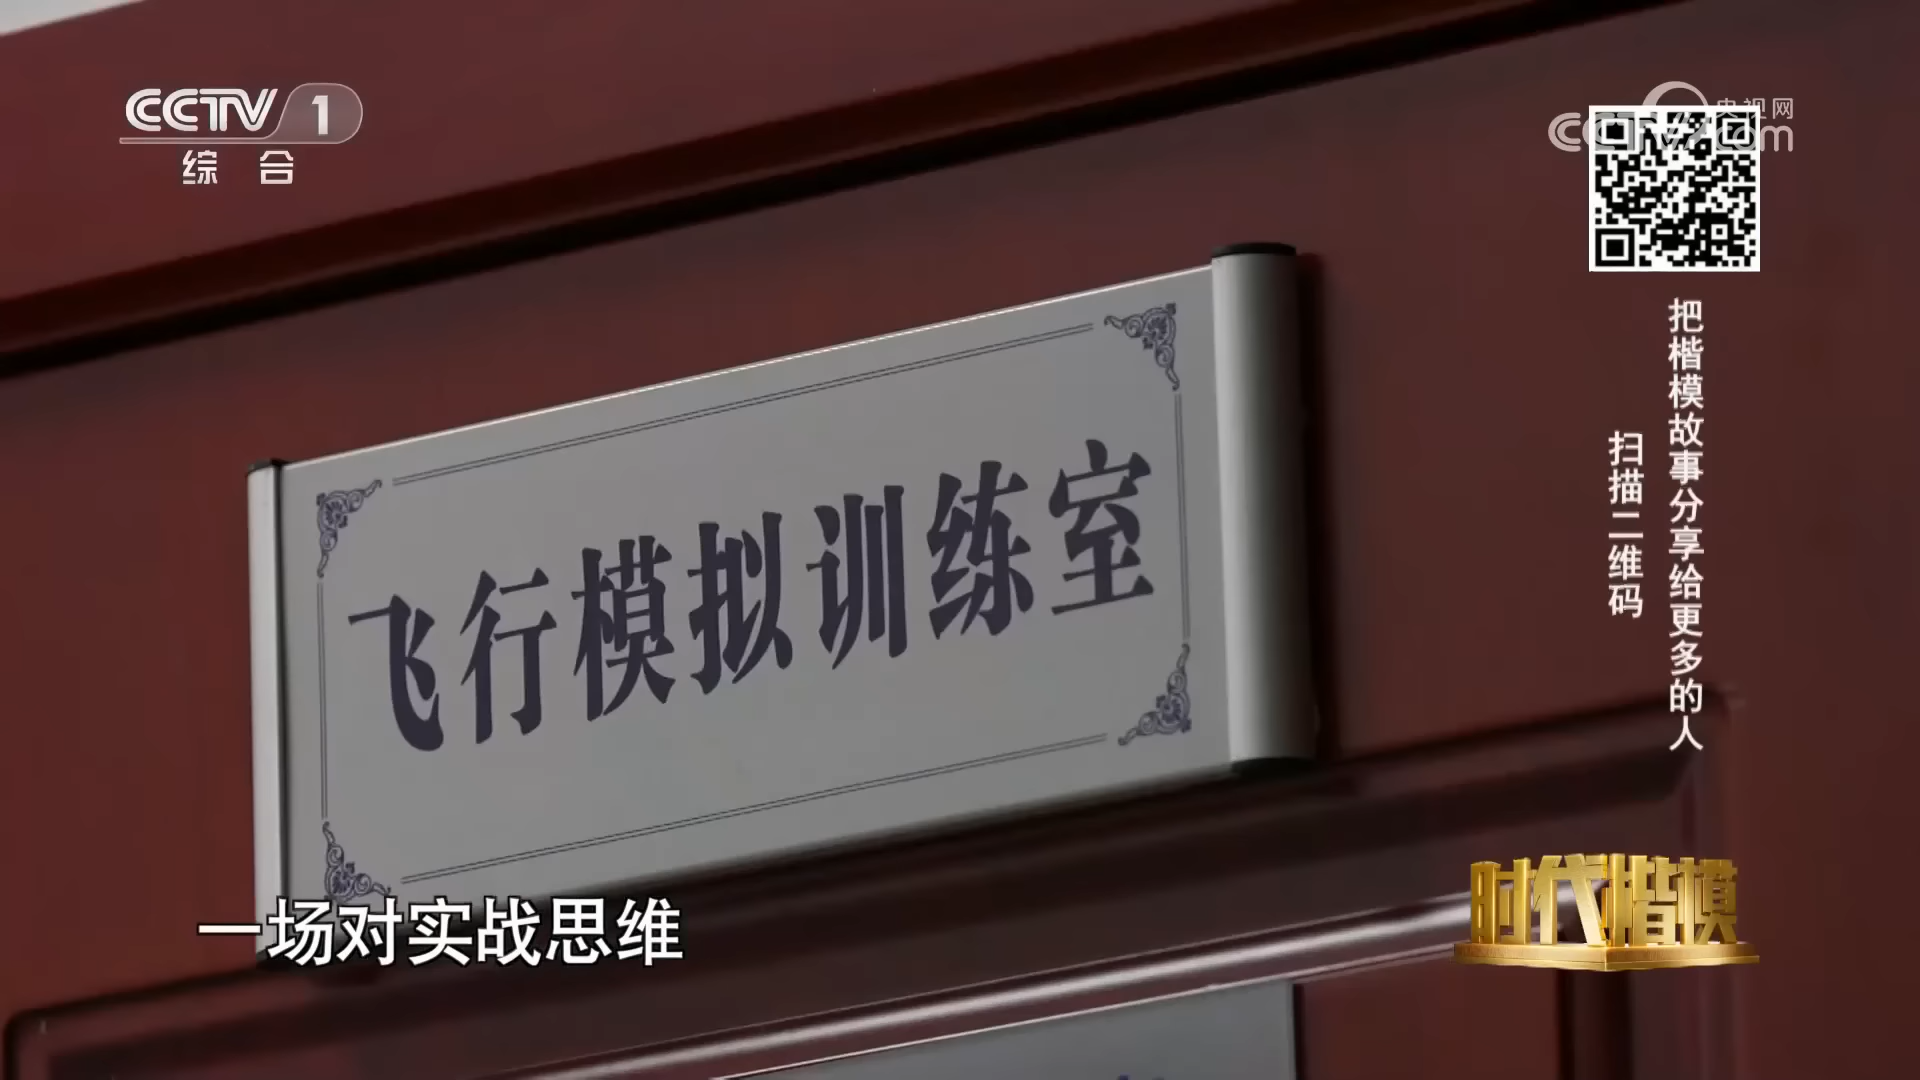 CCTV 1
综合
央视网
CCTV.com
把楷模故事分享给更多的人
扫描二维码
飞行模拟训练室
时代楷模
一场对实战思维